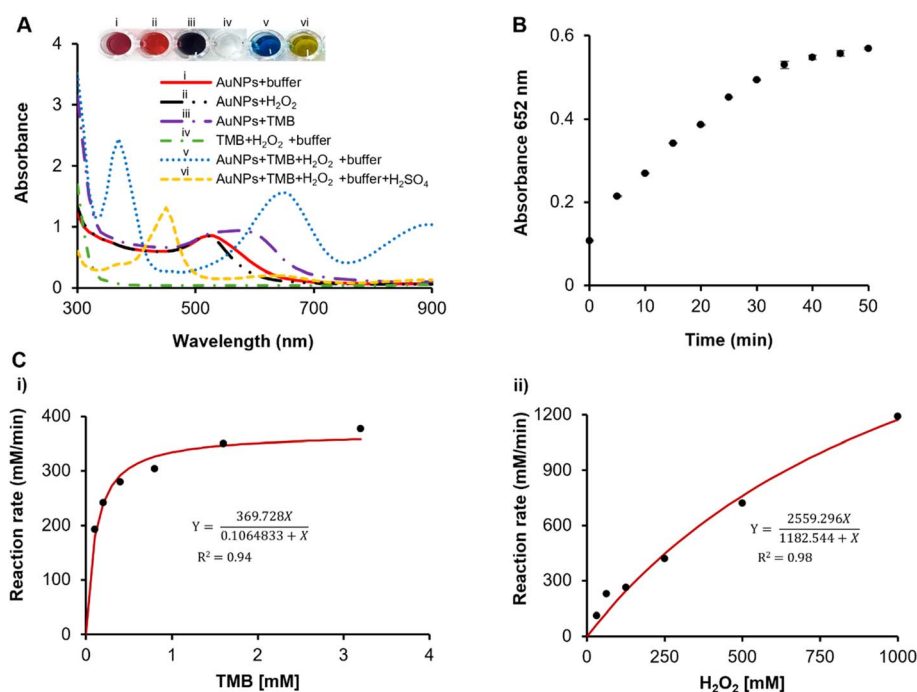 A
i ii iii iv v vi
Absorbance
4
3
2
1
0
300 500 700 900
Wavelength (nm)
i AuNPs+buffer
ii AuNPs+H₂O₂
iii AuNPs+TMB
iv TMB+H₂O₂ +buffer
v AuNPs+TMB+H₂O₂ +buffer
vi AuNPs+TMB+H₂O₂ +buffer+H₂SO₄
B
Absorbance 652 nm
0.6
0.4
0.2
0
0 10 20 30 40 50
Time (min)
C
i)
Reaction rate (mM/min)
400
300
200
100
0
0 1 2 3 4
TMB [mM]
Y = 369.728X / 0.1064833 + X
R² = 0.94
ii)
Reaction rate (mM/min)
1200
900
600
300
0
0 250 500 750 1000
H₂O₂ [mM]
Y = 2559.296X / 1182.544 + X
R² = 0.98